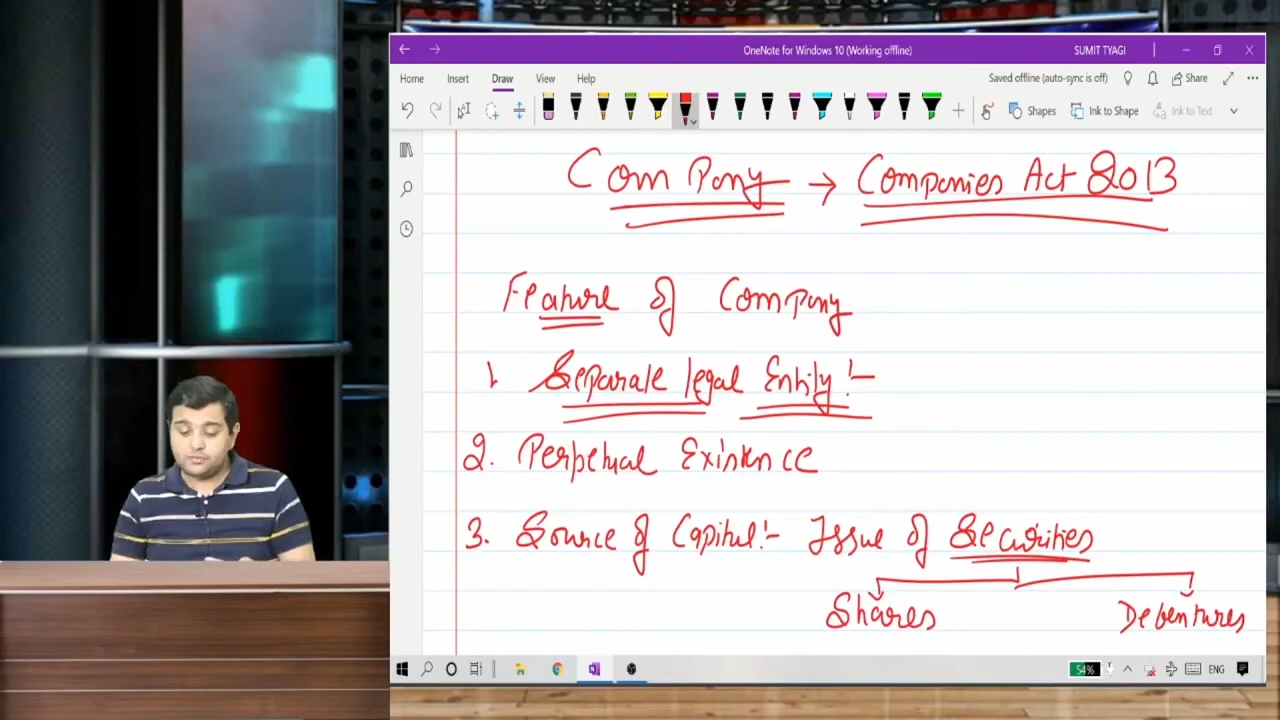 OneNote for Windows 10 (Working offline)
SUMIT TYAGI
Home Insert Draw View Help
Saved offline (auto-sync is off)
Share
Shapes
Ink to Shape
Ink to Text
Company → Companies Act 2013
Feature of Company
1. Separate legal Entity:-
2. Perpetual Existence
3. Source of Capital:- Issue of Securities
Shares Debentures
54%
ENG